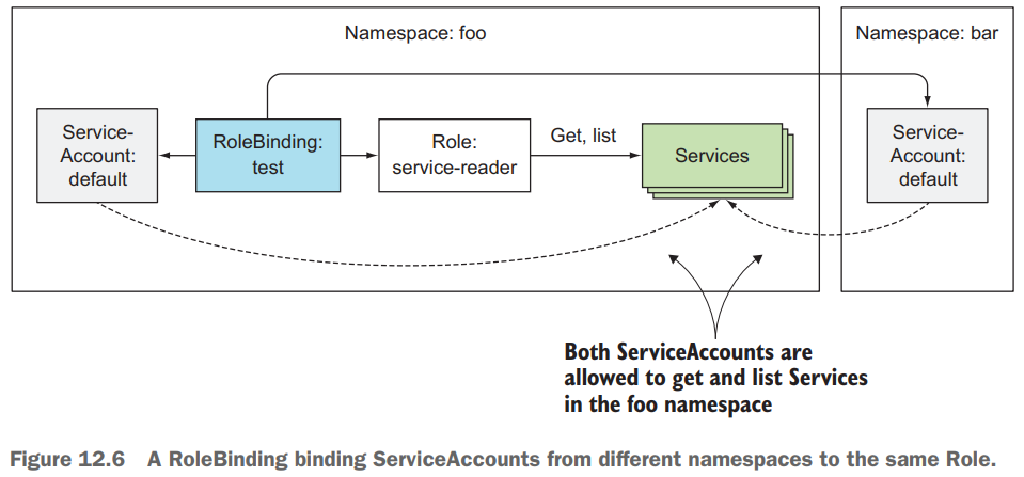 Namespace: foo
Namespace: bar
Service-
Account:
default
RoleBinding:
test
Role:
service-reader
Get, list
Services
Service-
Account:
default
Both ServiceAccounts are
allowed to get and list Services
in the foo namespace
Figure 12.6 A RoleBinding binding ServiceAccounts from different namespaces to the same Role.